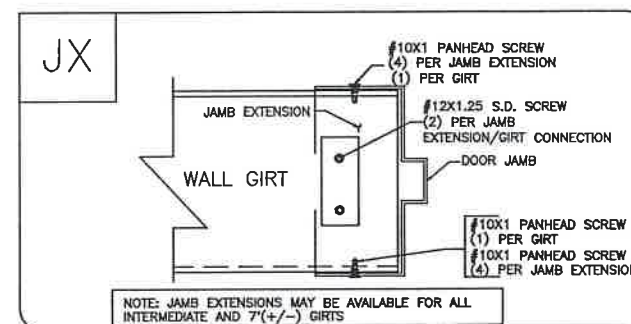 JX
#10X1 PANHEAD SCREW
(4) PER JAMB EXTENSION
(1) PER GIRT
JAMB EXTENSION
#12X1.25 S.D. SCREW
(2) PER JAMB
EXTENSION/GIRT CONNECTION
DOOR JAMB
WALL GIRT
#10X1 PANHEAD SCREW
(1) PER GIRT
#10X1 PANHEAD SCREW
(4) PER JAMB EXTENSION
NOTE: JAMB EXTENSIONS MAY BE AVAILABLE FOR ALL
INTERMEDIATE AND 7'(+/-) GIRTS